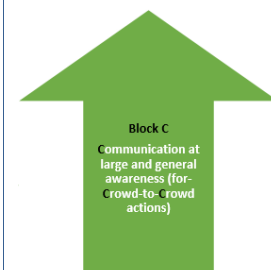 Block C
Communication at
large and general
awareness (for-
Crowd-to-Crowd
actions)